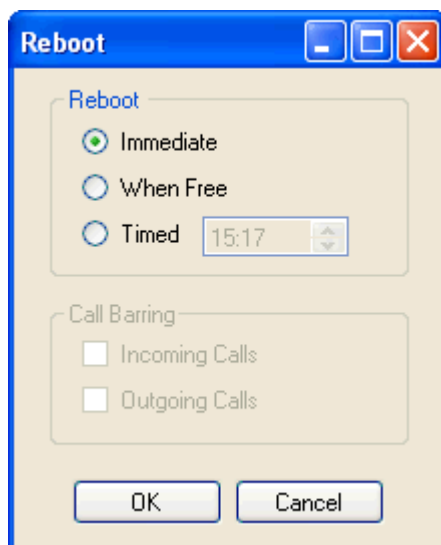 Reboot
Reboot
Immediate
When Free
Timed 15:17
Call Barring
Incoming Calls
Outgoing Calls
OK Cancel